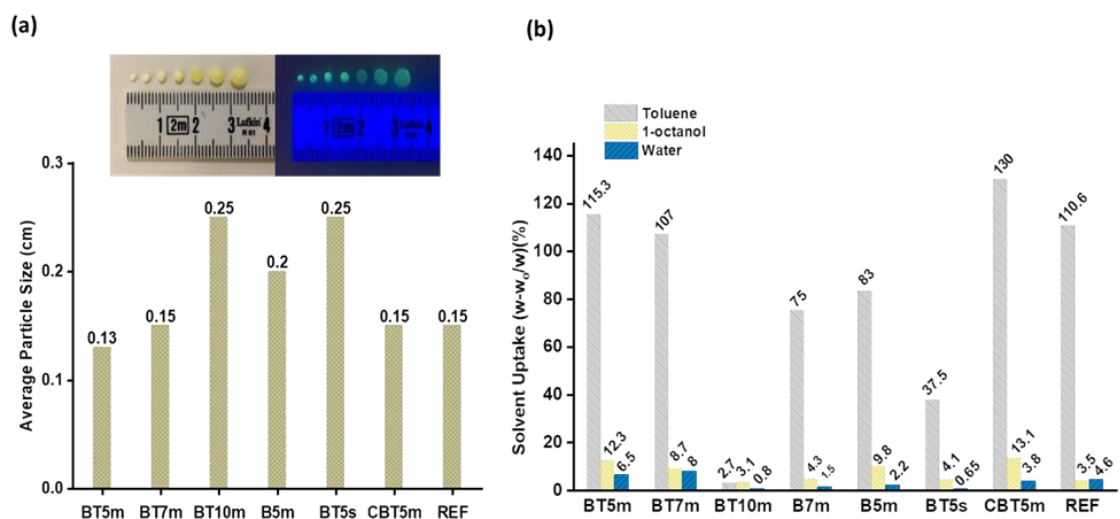 (a)
1 2m 2 3 Lufkin 4
R 61
1 2m 2 3 Lufkin 4
Average Particle Size (cm)
0.3
0.2
0.1
0.0
0.13
0.15
0.25
0.2
0.25
0.15
0.15
BT5m BT7m BT10m B5m BT5s CBT5m REF
(b)
Toluene
1-octanol
Water
Solvent Uptake (w-w₀/w)(%)
140
120
100
80
60
40
20
0
115.3 12.3 6.5
107 8.7 8
2.7 3.1 0.8
75 4.3 1.5
83 9.8 2.2
37.5 4.1 0.65
130 13.1 3.8
110.6 3.5 4.6
BT5m BT7m BT10m B7m B5m BT5s CBT5m REF